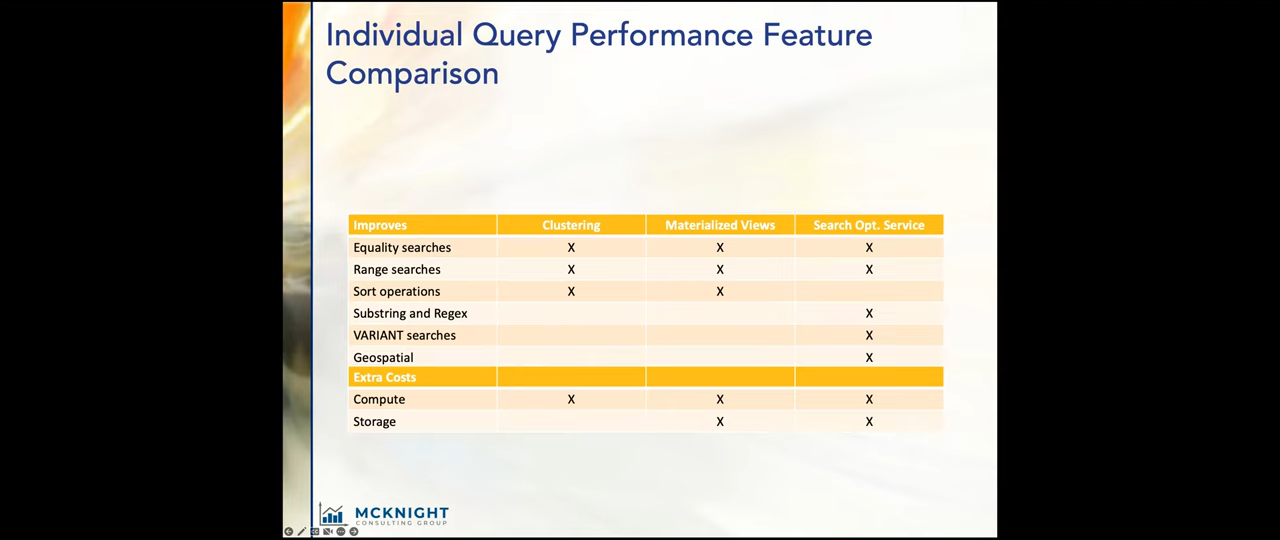 Individual Query Performance Feature
Comparison
Improves Clustering Materialized Views Search Opt. Service
Equality searches X X X
Range searches X X X
Sort operations X X
Substring and Regex X
VARIANT searches X
Geospatial X
Extra Costs
Compute X X X
Storage X X
MCKNIGHT
CONSULTING GROUP